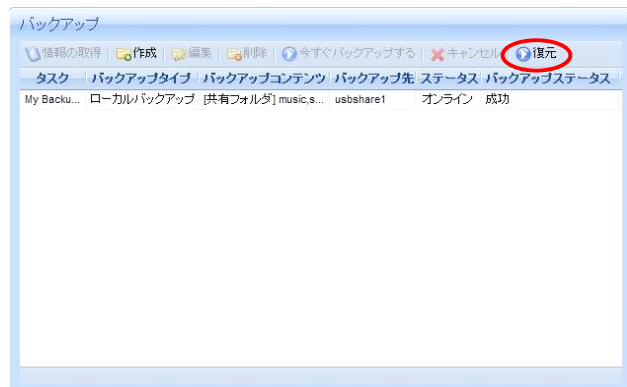 バックアップ
情報の取得 作成 編集 削除 今すぐバックアップする キャンセル 復元
タスク バックアップタイプ バックアップコンテンツ バックアップ先 ステータス バックアップステータス
My Backu... ローカルバックアップ [共有フォルダ] music,s... usbshare1 オンライン 成功